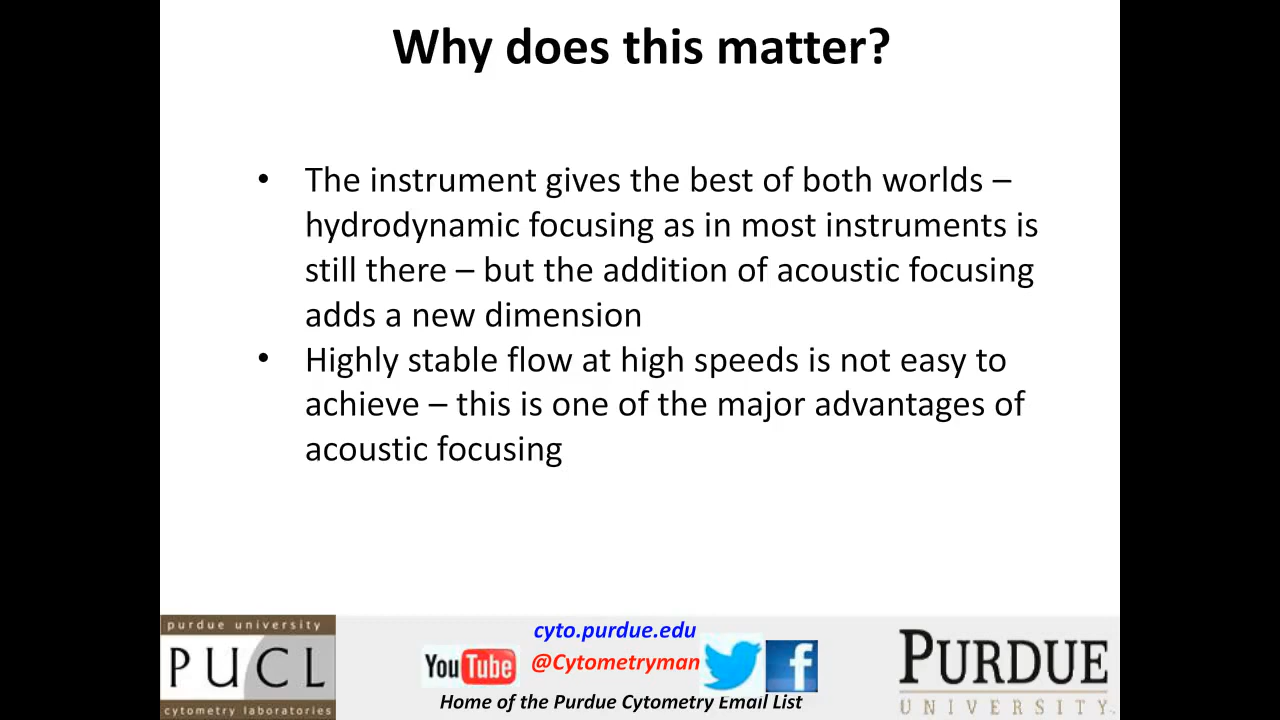 Why does this matter?
• The instrument gives the best of both worlds –
hydrodynamic focusing as in most instruments is
still there – but the addition of acoustic focusing
adds a new dimension
• Highly stable flow at high speeds is not easy to
achieve – this is one of the major advantages of
acoustic focusing
purdue university
PUCL
cytometry laboratories
cyto.purdue.edu
YouTube
@Cytometryman
f
Home of the Purdue Cytometry Email List
PURDUE
UNIVERSITY